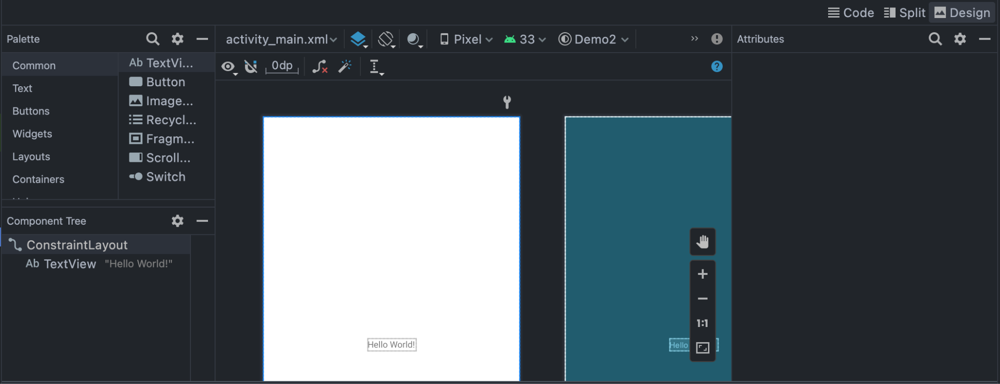 Code Split Design
Palette
activity_main.xml Pixel 33 Demo2
Attributes
Common
Text
Buttons
Widgets
Layouts
Containers
Ab TextVi...
Button
Image...
Recycl...
Fragm...
Scroll...
Switch
0dp
?
Component Tree
ConstraintLayout
Ab TextView "Hello World!"
Hello World!
Hello
1:1